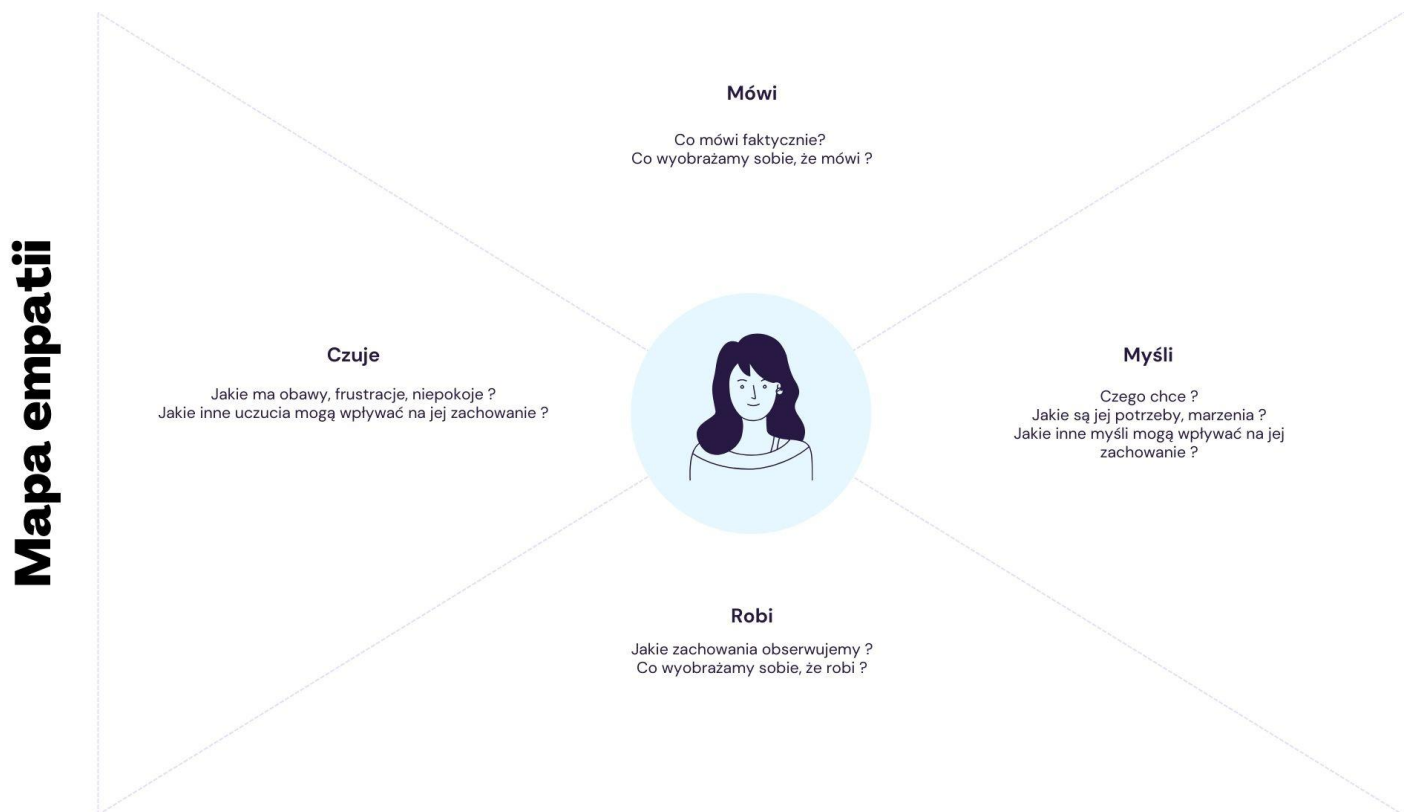 Mapa empatii
Mówi
Co mówi faktycznie?
Co wyobrażamy sobie, że mówi ?
Czuje
Jakie ma obawy, frustracje, niepokoje ?
Jakie inne uczucia mogą wpływać na jej zachowanie ?
Myśli
Czego chce ?
Jakie są jej potrzeby, marzenia ?
Jakie inne myśli mogą wpływać na jej
zachowanie ?
Robi
Jakie zachowania obserwujemy ?
Co wyobrażamy sobie, że robi ?